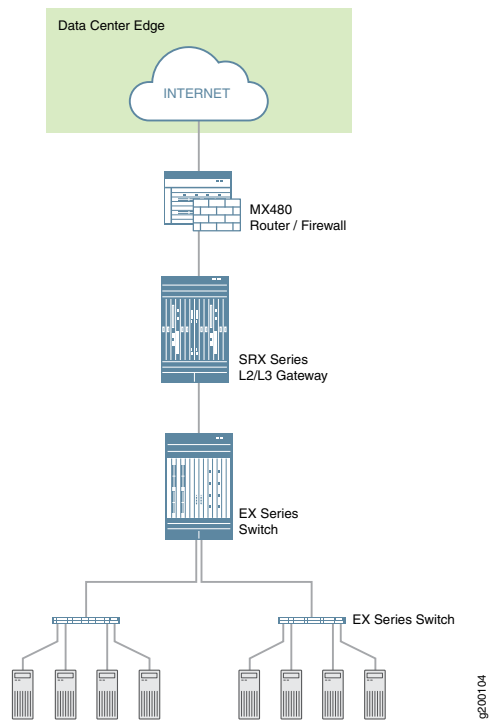 Data Center Edge
INTERNET
MX480
Router / Firewall
SRX Series
L2/L3 Gateway
EX Series
Switch
EX Series Switch
g200104